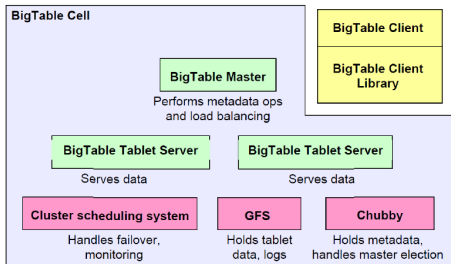 BigTable Cell
BigTable Client
BigTable Client
Library
BigTable Master
Performs metadata ops
and load balancing
BigTable Tablet Server
BigTable Tablet Server
Serves data
Serves data
Cluster scheduling system
GFS
Chubby
Handles failover,
monitoring
Holds tablet
data, logs
Holds metadata,
handles master election